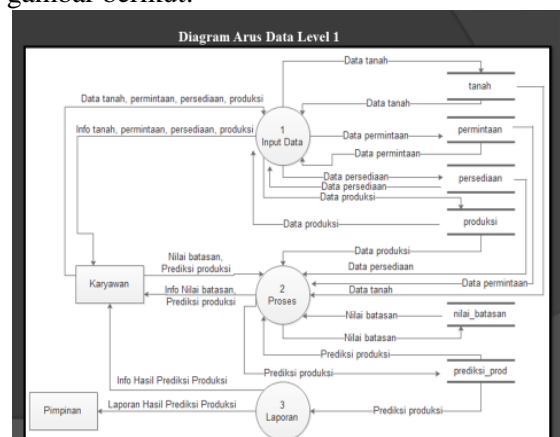 gambar berikut:
Diagram Arus Data Level 1
Data tanah
tanah
Data tanah, permintaan, persediaan, produksi
Data tanah
Info tanah, permintaan, persediaan, produksi
1
Input Data
Data permintaan
permintaan
Data permintaan
Data persediaan
persediaan
Data persediaan
Data produksi
produksi
Data produksi
Data produksi
Nilai batasan,
Prediksi produksi
Data persediaan
Karyawan
Data permintaan
Info Nilai batasan,
Prediksi produksi
2
Proses
Data tanah
Nilai batasan
nilai_batasan
Nilai batasan
Prediksi produksi
Prediksi produksi
prediksi_prod
Info Hasil Prediksi Produksi
Pimpinan
Laporan Hasil Prediksi Produksi
3
Laporan
Prediksi produksi